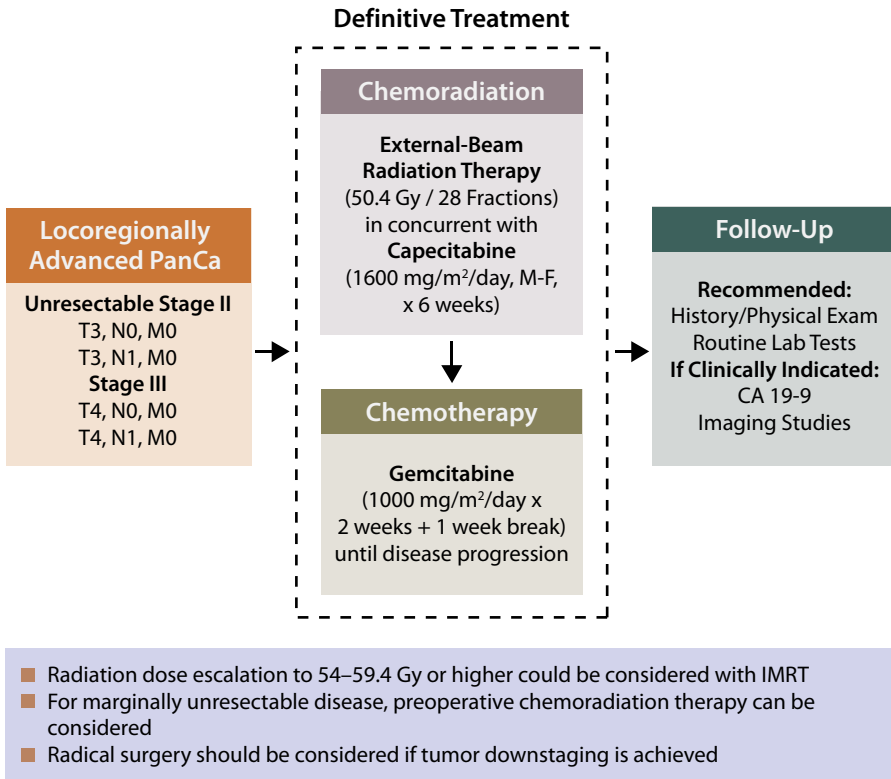 Definitive Treatment
Locoregionally
Advanced PanCa
Unresectable Stage II
T3, N0, M0
T3, N1, M0
Stage III
T4, N0, M0
T4, N1, M0
Chemoradiation
External-Beam
Radiation Therapy
(50.4 Gy / 28 Fractions)
in concurrent with
Capecitabine
(1600 mg/m²/day, M-F,
x 6 weeks)
Chemotherapy
Gemcitabine
(1000 mg/m²/day x
2 weeks + 1 week break)
until disease progression
Follow-Up
Recommended:
History/Physical Exam
Routine Lab Tests
If Clinically Indicated:
CA 19-9
Imaging Studies
Radiation dose escalation to 54–59.4 Gy or higher could be considered with IMRT
For marginally unresectable disease, preoperative chemoradiation therapy can be
considered
Radical surgery should be considered if tumor downstaging is achieved